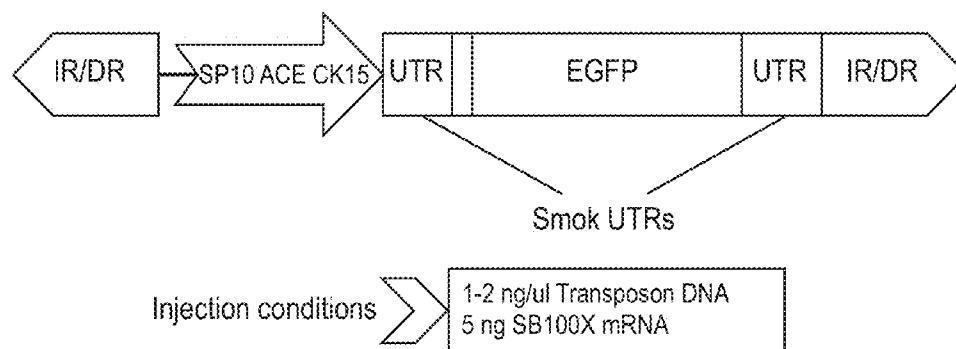 IR/DR SP10 ACE CK15 UTR EGFP UTR IR/DR
Smok UTRs
Injection conditions
1-2 ng/ul Transposon DNA
5 ng SB100X mRNA